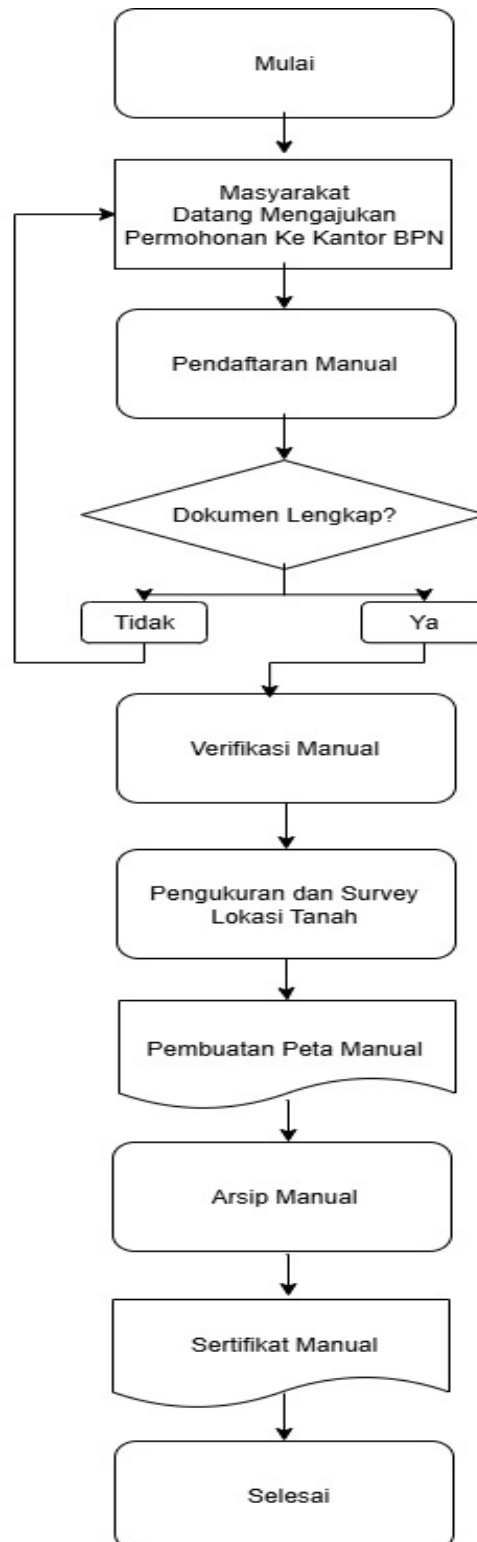 Mulai
Masyarakat
Datang Mengajukan
Permohonan Ke Kantor BPN
Pendaftaran Manual
Dokumen Lengkap?
Tidak
Ya
Verifikasi Manual
Pengukuran dan Survey
Lokasi Tanah
Pembuatan Peta Manual
Arsip Manual
Sertifikat Manual
Selesai